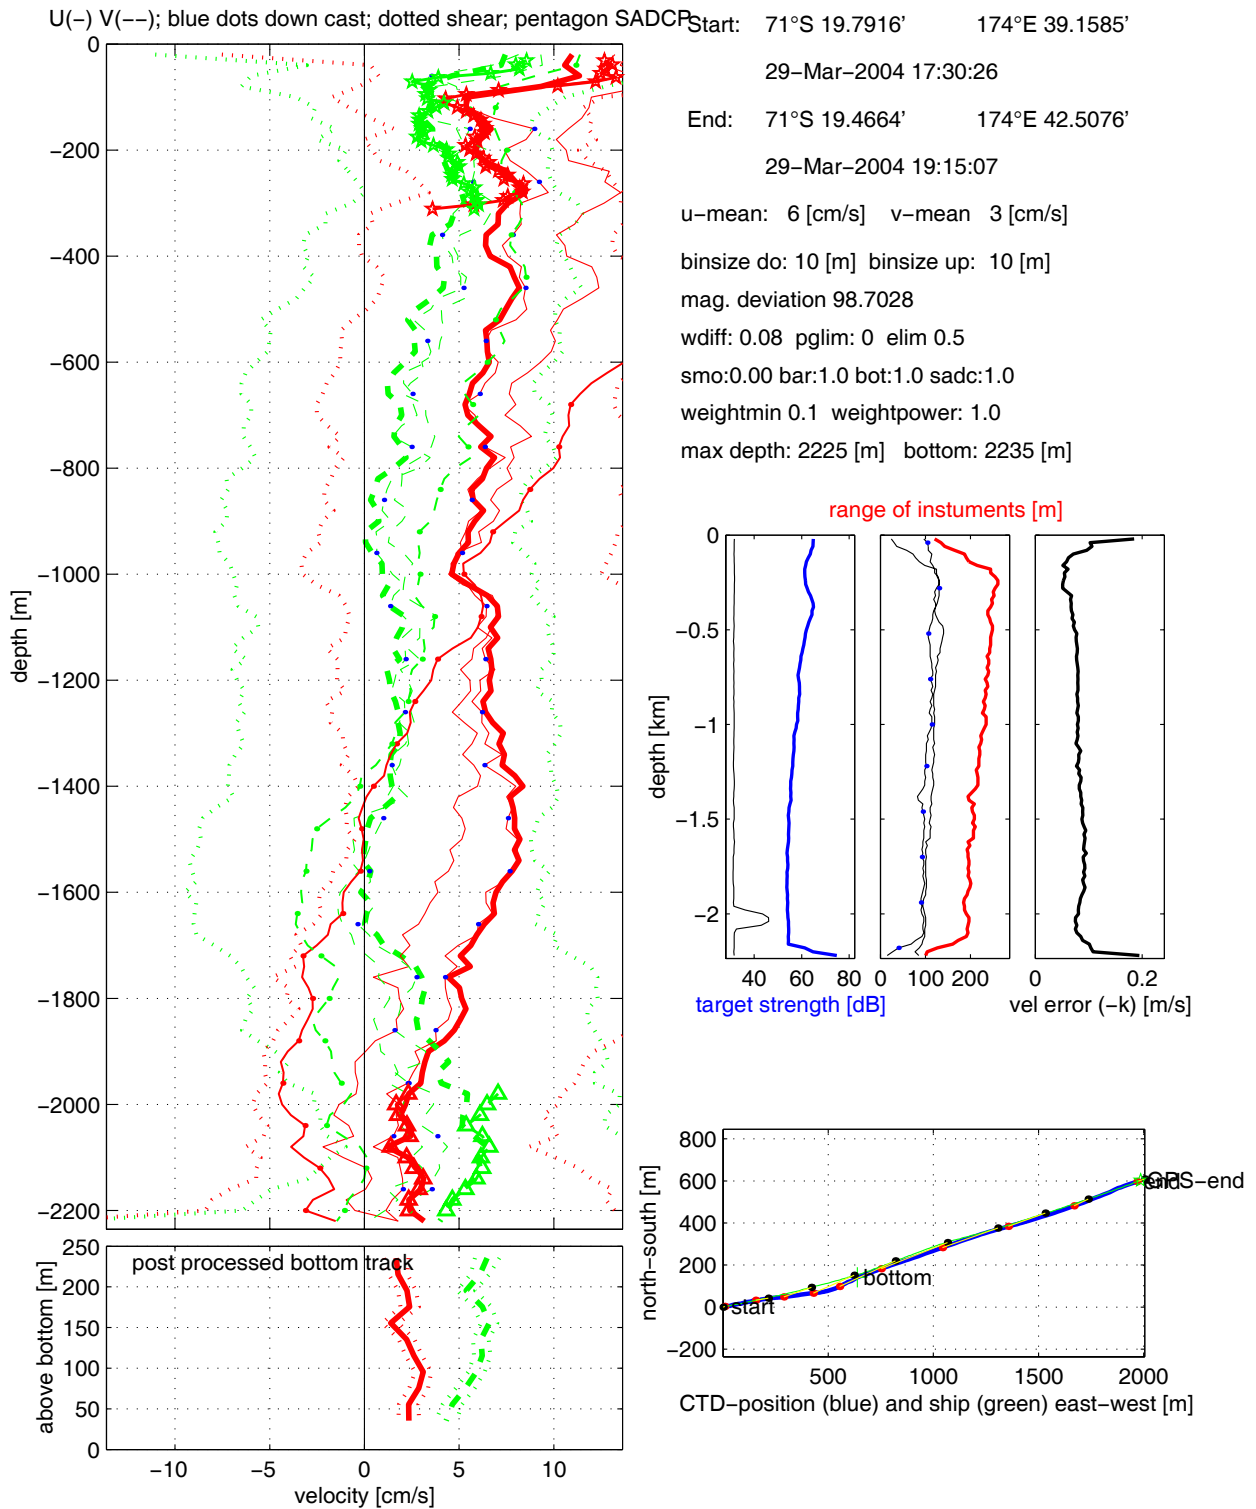 U(−) V(−−); blue dots down cast; dotted shear; pentagon SADCP
Start: 71°S 19.7916' 174°E 39.1585'
29−Mar−2004 17:30:26
End: 71°S 19.4664' 174°E 42.5076'
29−Mar−2004 19:15:07
u−mean: 6 [cm/s] v−mean 3 [cm/s]
binsize do: 10 [m] binsize up: 10 [m]
mag. deviation 98.7028
wdiff: 0.08 pglim: 0 elim 0.5
smo:0.00 bar:1.0 bot:1.0 sadc:1.0
weightmin 0.1 weightpower: 1.0
max depth: 2225 [m] bottom: 2235 [m]
0
−200
−400
−600
−800
−1000
−1200
−1400
−1600
−1800
−2000
−2200
depth [m]
post processed bottom track
250
200
150
100
50
0
above bottom [m]
−10 −5 0 5 10
velocity [cm/s]
range of instuments [m]
0
−0.5
−1
−1.5
−2
depth [km]
40 60 80
target strength [dB]
0 100 200
0 0.2
vel error (−k) [m/s]
800
600
400
200
0
−200
north−south [m]
start
bottom
end
GPS−end
0 500 1000 1500 2000
CTD−position (blue) and ship (green) east−west [m]